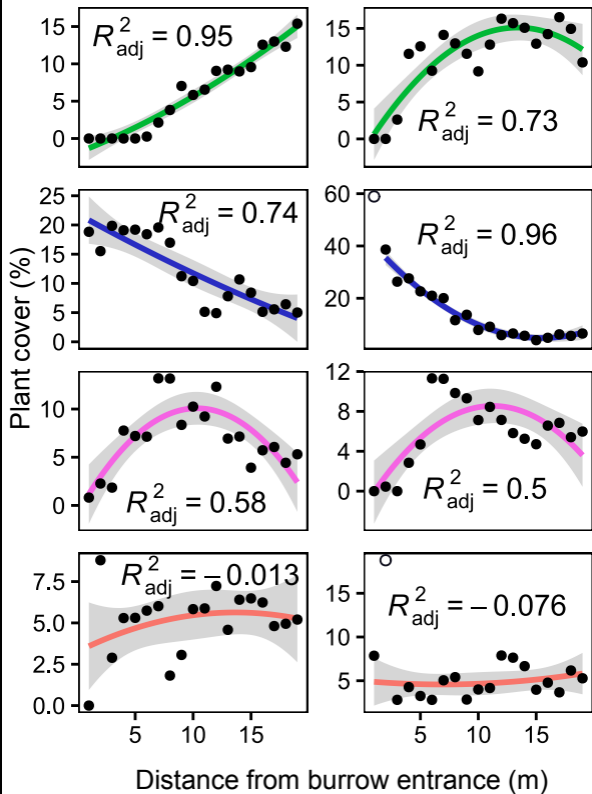 15
10
5
0
R²adj = 0.95
15
10
5
0
R²adj = 0.73
25
20
15
10
5
0
R²adj = 0.74
60
40
20
R²adj = 0.96
10
5
0
R²adj = 0.58
12
8
4
0
R²adj = 0.5
7.5
5.0
2.5
0.0
R²adj = −0.013
15
10
5
R²adj = −0.076
5 10 15
5 10 15
Plant cover (%)
Distance from burrow entrance (m)